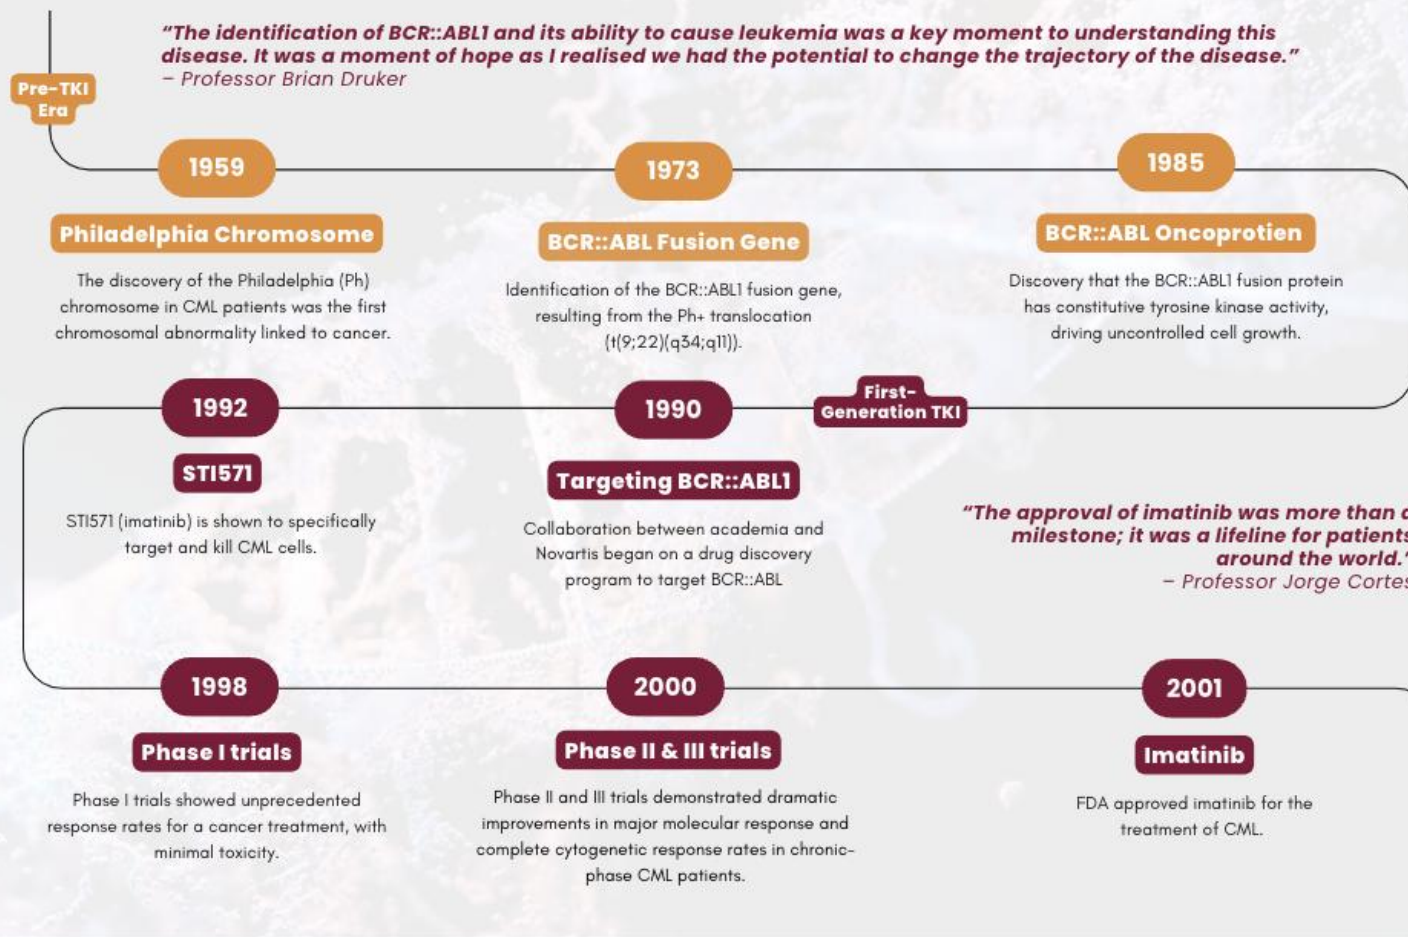 “The identification of BCR::ABL1 and its ability to cause leukemia was a key moment to understanding this
disease. It was a moment of hope as I realised we had the potential to change the trajectory of the disease.”
– Professor Brian Druker
Pre-TKI
Era
1959
Philadelphia Chromosome
The discovery of the Philadelphia (Ph)
chromosome in CML patients was the first
chromosomal abnormality linked to cancer.
1973
BCR::ABL Fusion Gene
Identification of the BCR::ABL1 fusion gene,
resulting from the Ph+ translocation
(t(9;22)(q34;q11)).
1985
BCR::ABL Oncoprotien
Discovery that the BCR::ABL1 fusion protein
has constitutive tyrosine kinase activity,
driving uncontrolled cell growth.
First-
Generation TKI
1990
Targeting BCR::ABL1
Collaboration between academia and
Novartis began on a drug discovery
program to target BCR::ABL
1992
STI571
STI571 (imatinib) is shown to specifically
target and kill CML cells.
“The approval of imatinib was more than a
milestone; it was a lifeline for patients
around the world.”
– Professor Jorge Cortes
1998
Phase I trials
Phase I trials showed unprecedented
response rates for a cancer treatment, with
minimal toxicity.
2000
Phase II & III trials
Phase II and III trials demonstrated dramatic
improvements in major molecular response and
complete cytogenetic response rates in chronic-
phase CML patients.
2001
Imatinib
FDA approved imatinib for the
treatment of CML.